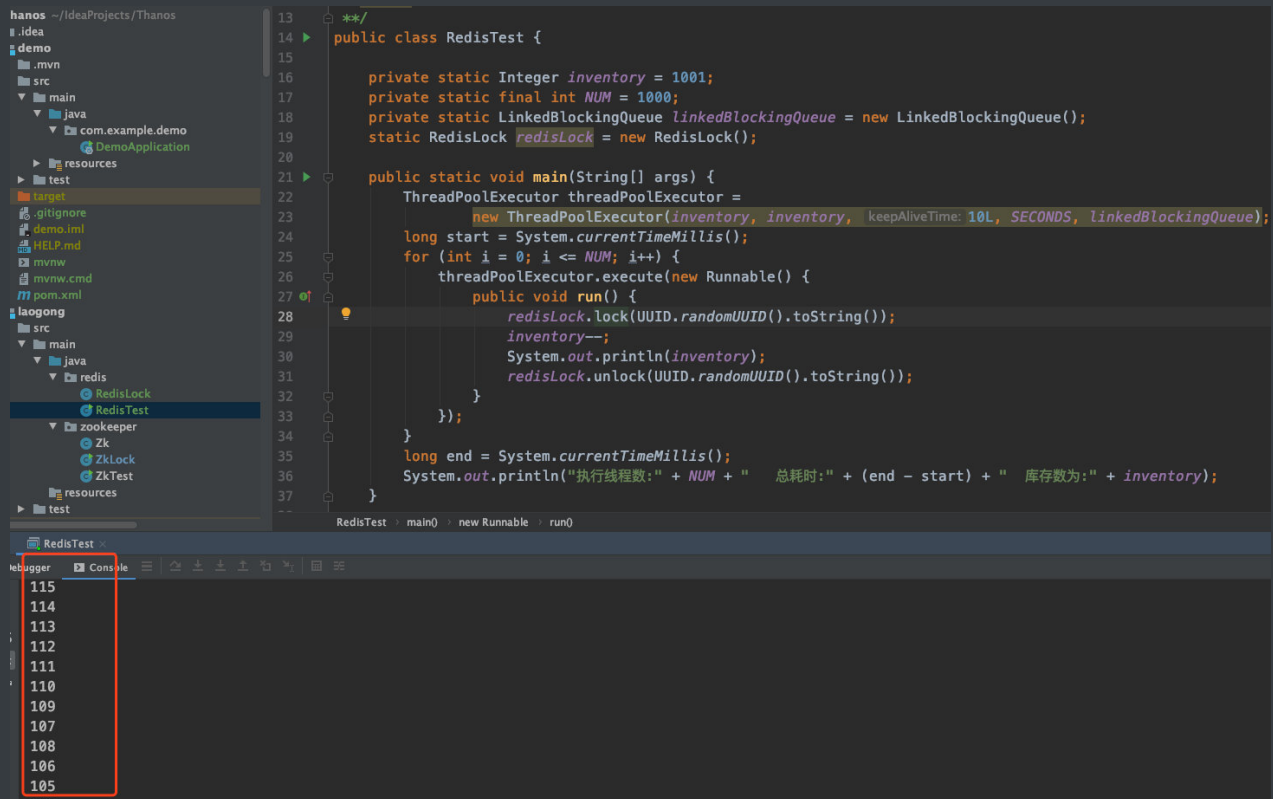 hanos ~/IdeaProjects/Thanos
.idea
demo
.mvn
src
main
java
com.example.demo
DemoApplication
resources
test
target
.gitignore
demo.iml
HELP.md
mvnw
mvnw.cmd
pom.xml
laogong
src
main
java
redis
RedisLock
RedisTest
zookeeper
Zk
ZkLock
ZkTest
resources
test
13 **/
14 public class RedisTest {
15
16 private static Integer inventory = 1001;
17 private static final int NUM = 1000;
18 private static LinkedBlockingQueue linkedBlockingQueue = new LinkedBlockingQueue();
19 static RedisLock redisLock = new RedisLock();
20
21 public static void main(String[] args) {
22 ThreadPoolExecutor threadPoolExecutor =
23 new ThreadPoolExecutor(inventory, inventory, keepAliveTime: 10L, SECONDS, linkedBlockingQueue);
24 long start = System.currentTimeMillis();
25 for (int i = 0; i <= NUM; i++) {
26 threadPoolExecutor.execute(new Runnable() {
27 public void run() {
28 redisLock.lock(UUID.randomUUID().toString());
29 inventory--;
30 System.out.println(inventory);
31 redisLock.unlock(UUID.randomUUID().toString());
32 }
33 });
34 }
35 long end = System.currentTimeMillis();
36 System.out.println("执行线程数:" + NUM + "   总耗时:" + (end - start) + "  库存数为:" + inventory);
37 }
RedisTest › main() › new Runnable › run()
RedisTest ×
Debugger Console
115
114
113
112
111
110
109
107
108
106
105